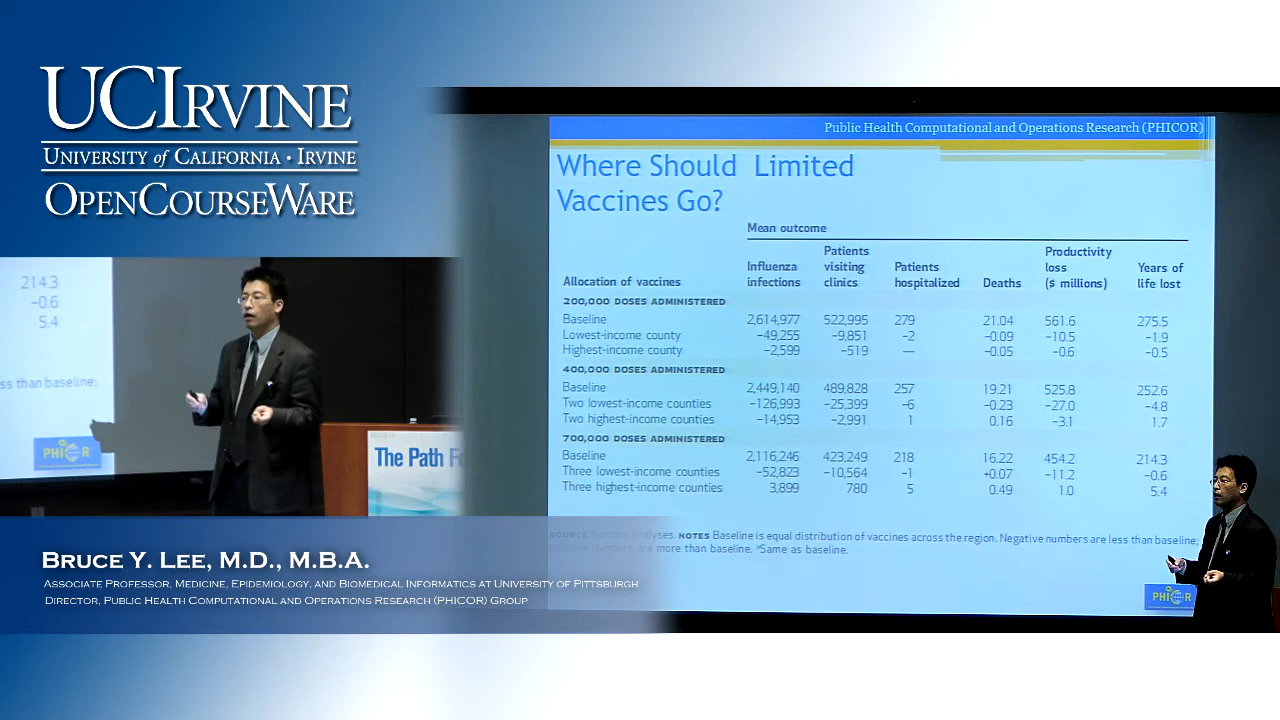 UCIRVINE
UNIVERSITY of CALIFORNIA · IRVINE
OPENCOURSEWARE
214.3
–0.6
5.4
ss than baseline;
PHICOR
The Path F
BRUCE Y. LEE, M.D., M.B.A.
ASSOCIATE PROFESSOR, MEDICINE, EPIDEMIOLOGY, AND BIOMEDICAL INFORMATICS AT UNIVERSITY OF PITTSBURGH
DIRECTOR, PUBLIC HEALTH COMPUTATIONAL AND OPERATIONS RESEARCH (PHICOR) GROUP
Public Health Computational and Operations Research (PHICOR)
Where Should Limited
Vaccines Go?
Mean outcome
Allocation of vaccines Influenza infections Patients visiting clinics Patients hospitalized Deaths Productivity loss ($ millions) Years of life lost
200,000 DOSES ADMINISTERED
Baseline 2,614,977 522,995 279 21.04 561.6 275.5
Lowest-income county –49,255 –9,851 –2 –0.09 –10.5 –1.9
Highest-income county –2,599 –519 — –0.05 –0.6 –0.5
400,000 DOSES ADMINISTERED
Baseline 2,449,140 489,828 257 19.21 525.8 252.6
Two lowest-income counties –126,993 –25,399 –6 –0.23 –27.0 –4.8
Two highest-income counties –14,953 –2,991 1 0.16 –3.1 1.7
700,000 DOSES ADMINISTERED
Baseline 2,116,246 423,249 218 16.22 454.2 214.3
Three lowest-income counties –52,823 –10,564 –1 +0.07 –11.2 –0.6
Three highest-income counties 3,899 780 5 0.49 1.0 5.4
SOURCE Authors' analyses. NOTES Baseline is equal distribution of vaccines across the region. Negative numbers are less than baseline;
positive numbers are more than baseline. ªSame as baseline.
PHICOR